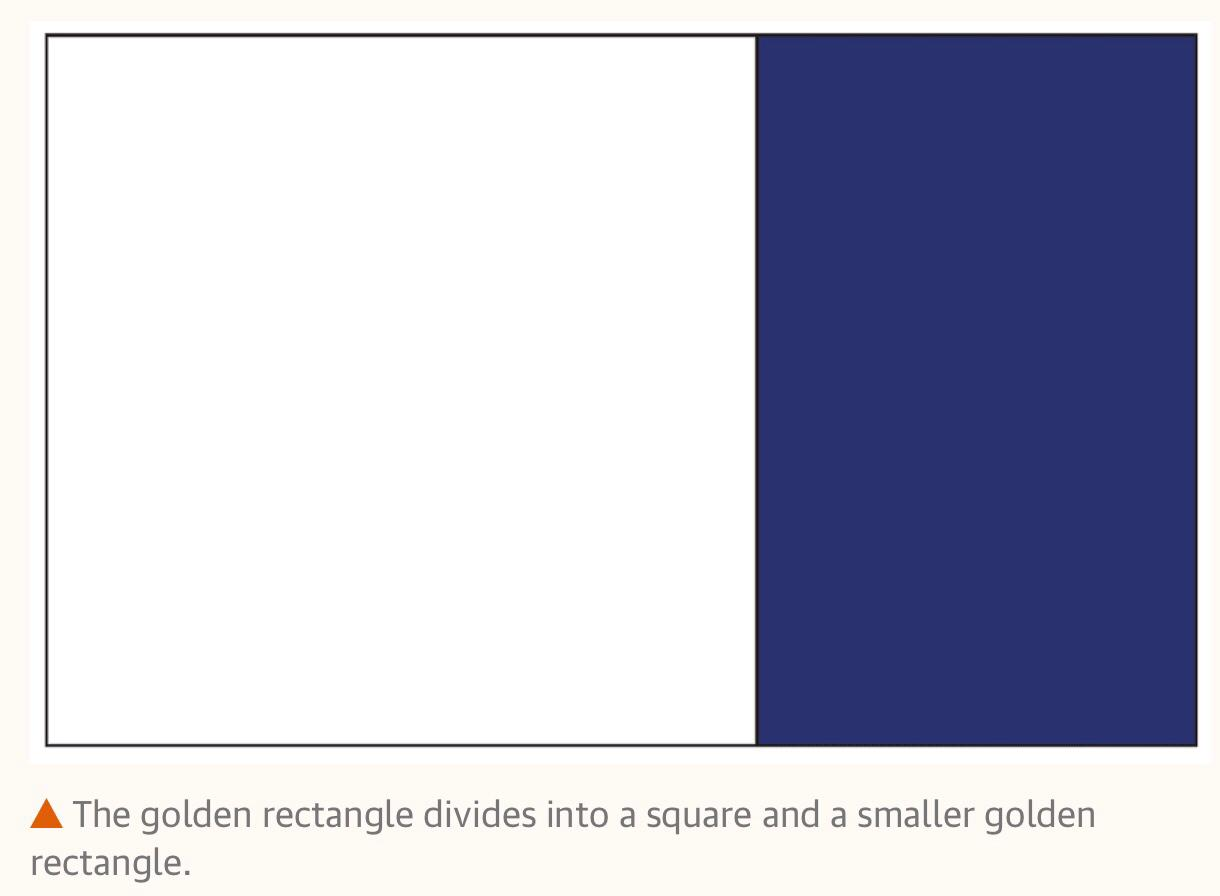 The golden rectangle divides into a square and a smaller golden
rectangle.